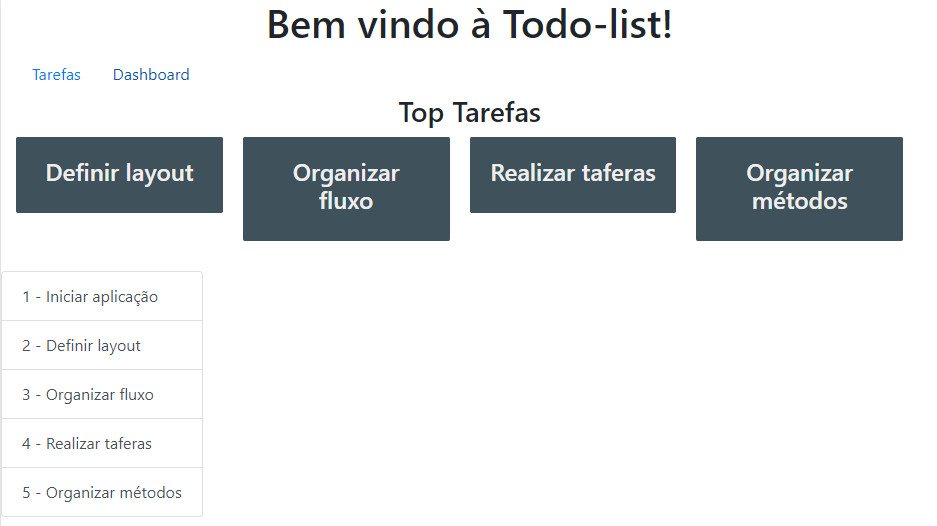 Bem vindo à Todo-list!
Tarefas Dashboard
Top Tarefas
Definir layout
Organizar
fluxo
Realizar taferas
Organizar
métodos
1 - Iniciar aplicação
2 - Definir layout
3 - Organizar fluxo
4 - Realizar taferas
5 - Organizar métodos